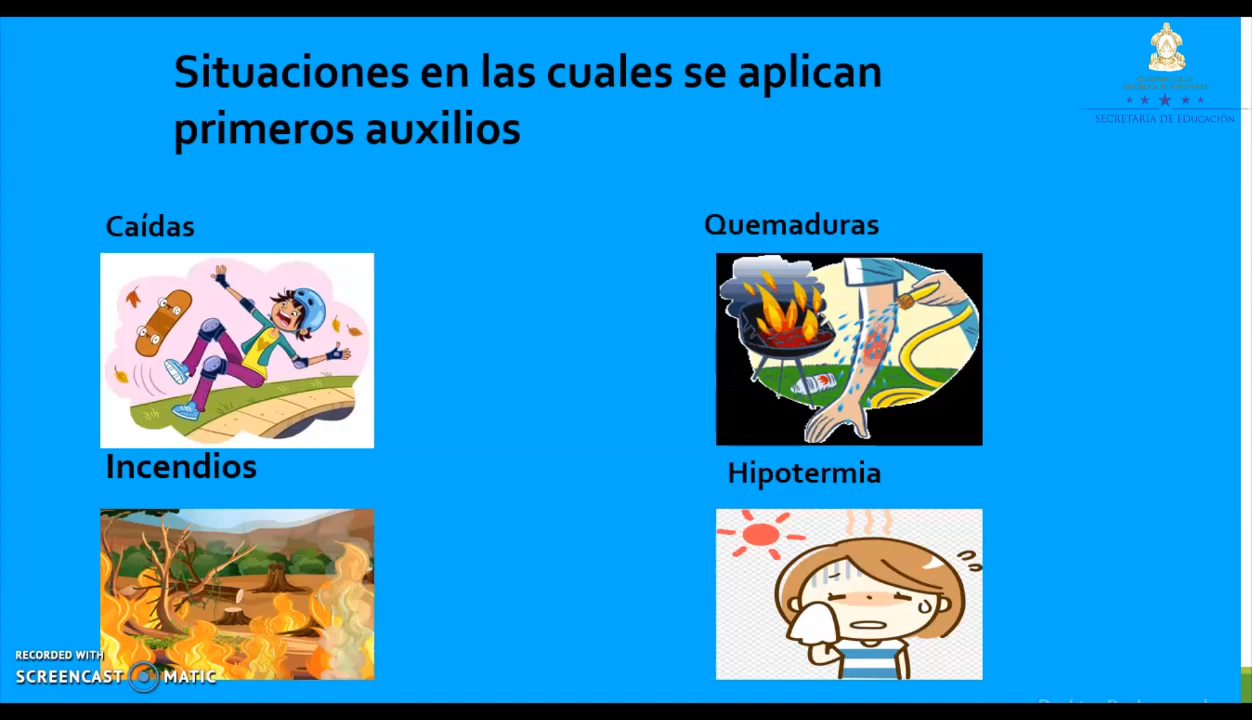 Situaciones en las cuales se aplican
primeros auxilios
SECRETARÍA DE EDUCACIÓN
Caídas
Quemaduras
Incendios
Hipotermia
RECORDED WITH
SCREENCAST MATIC